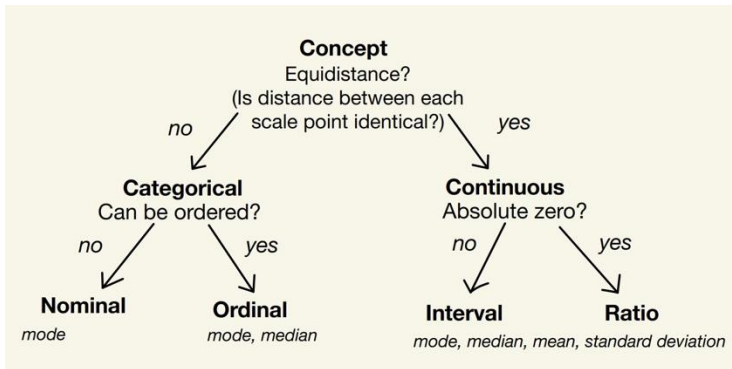 Concept
Equidistance?
(Is distance between each
scale point identical?)
no
yes
Categorical
Can be ordered?
Continuous
Absolute zero?
no
yes
no
yes
Nominal
mode
Ordinal
mode, median
Interval
Ratio
mode, median, mean, standard deviation